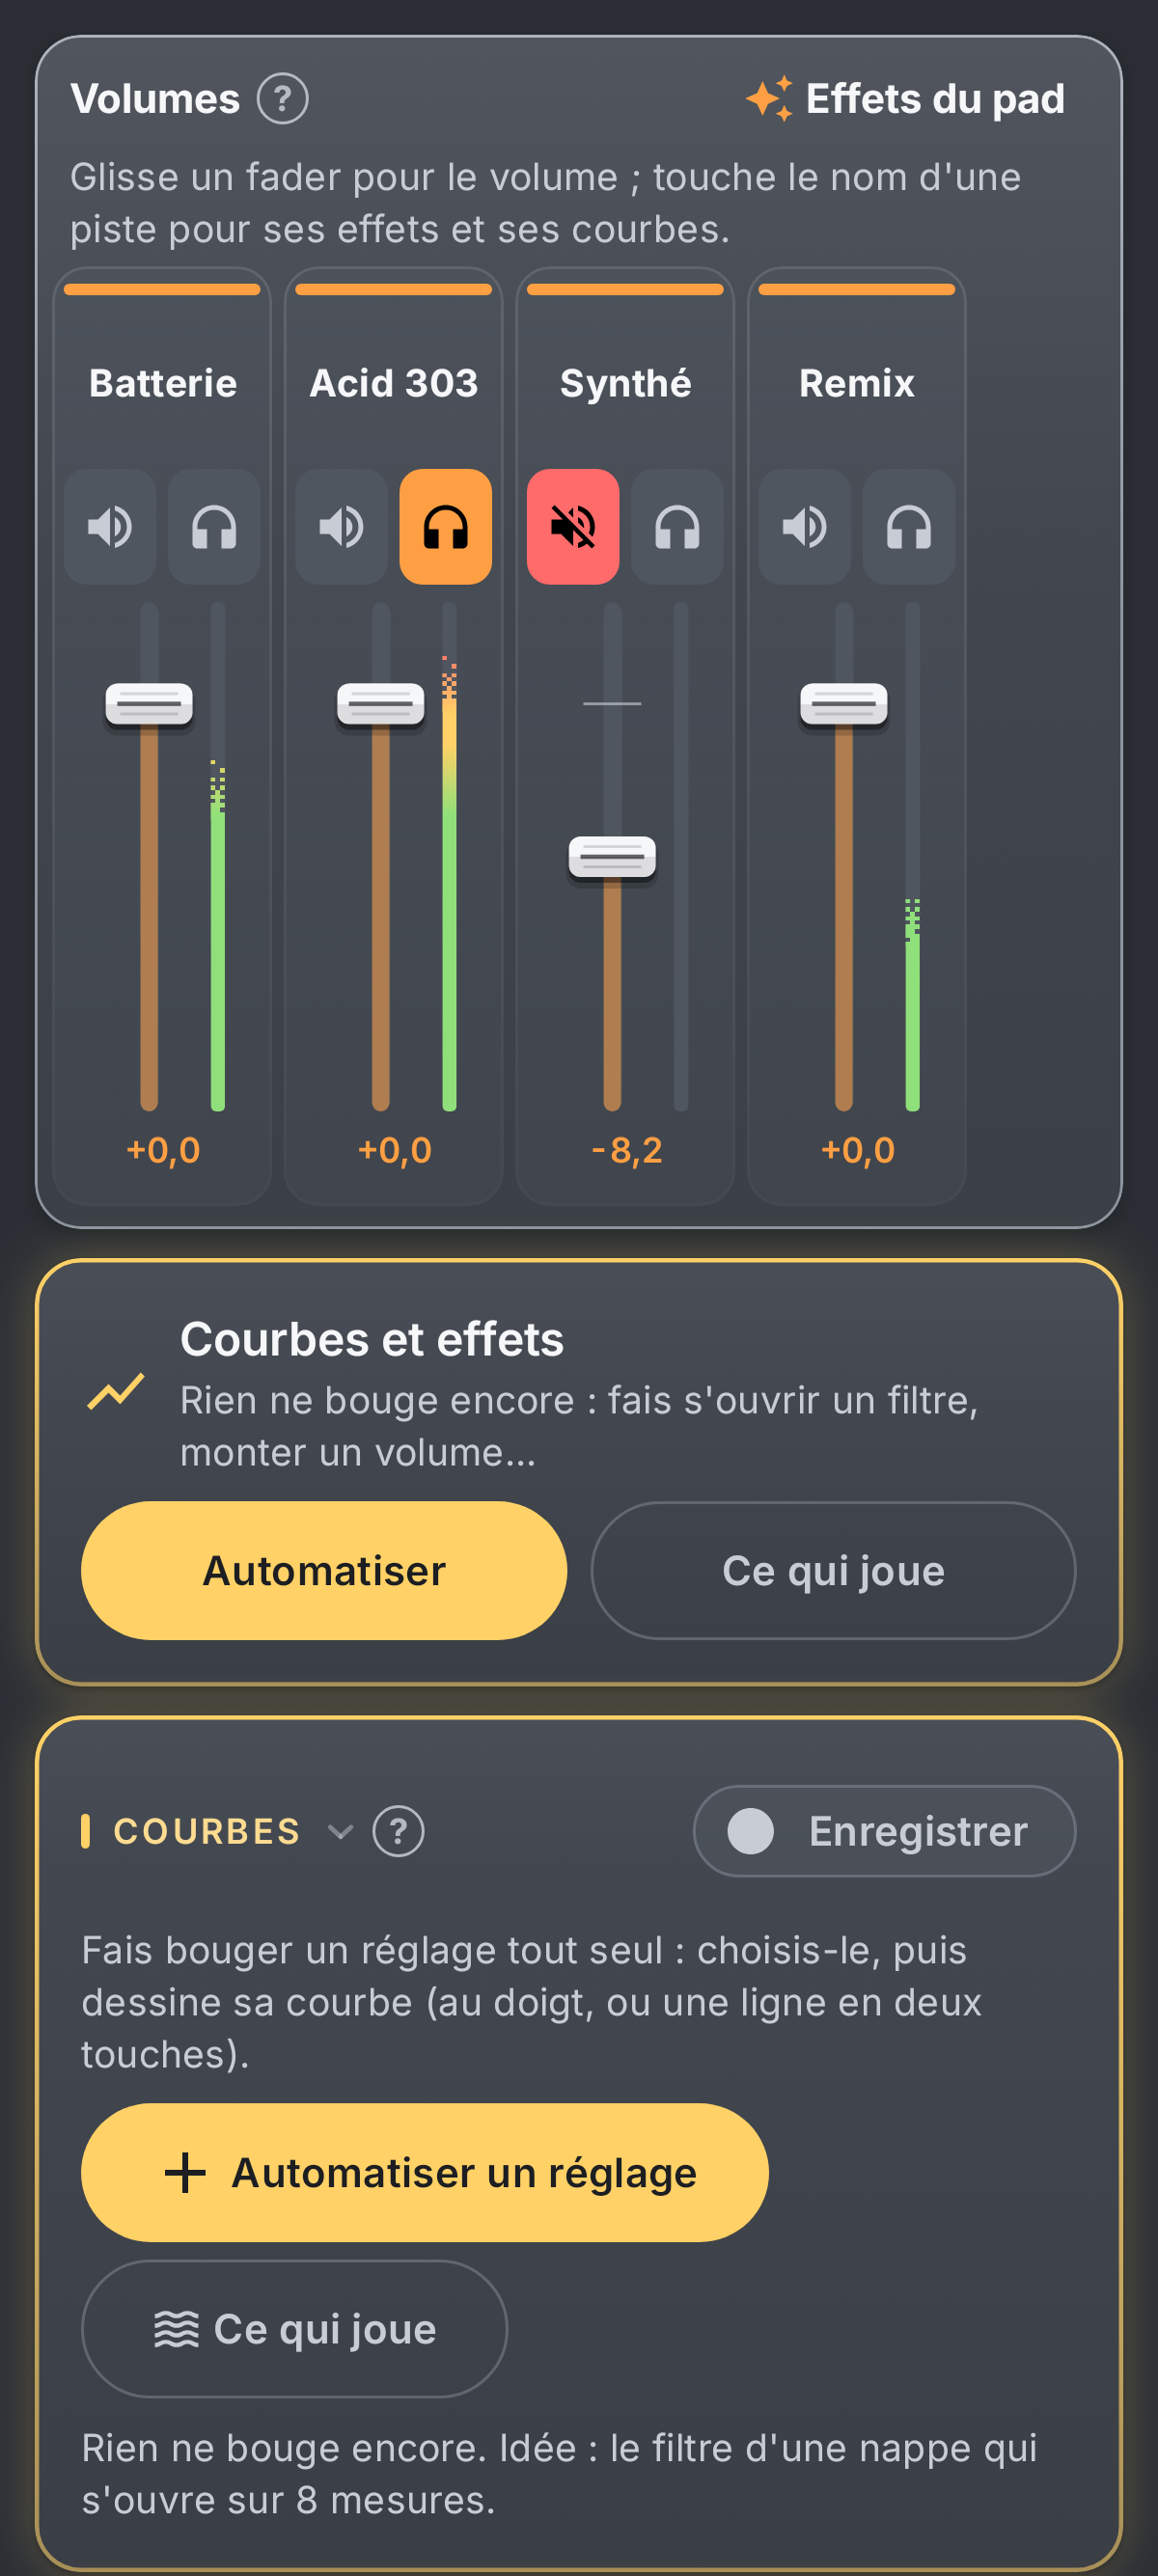 Volumes ? Effets du pad
Glisse un fader pour le volume ; touche le nom d'une
piste pour ses effets et ses courbes.
Batterie Acid 303 Synthé Remix
+0,0 +0,0 -8,2 +0,0
Courbes et effets
Rien ne bouge encore : fais s'ouvrir un filtre,
monter un volume...
Automatiser Ce qui joue
COURBES ? Enregistrer
Fais bouger un réglage tout seul : choisis-le, puis
dessine sa courbe (au doigt, ou une ligne en deux
touches).
+ Automatiser un réglage
Ce qui joue
Rien ne bouge encore. Idée : le filtre d'une nappe qui
s'ouvre sur 8 mesures.